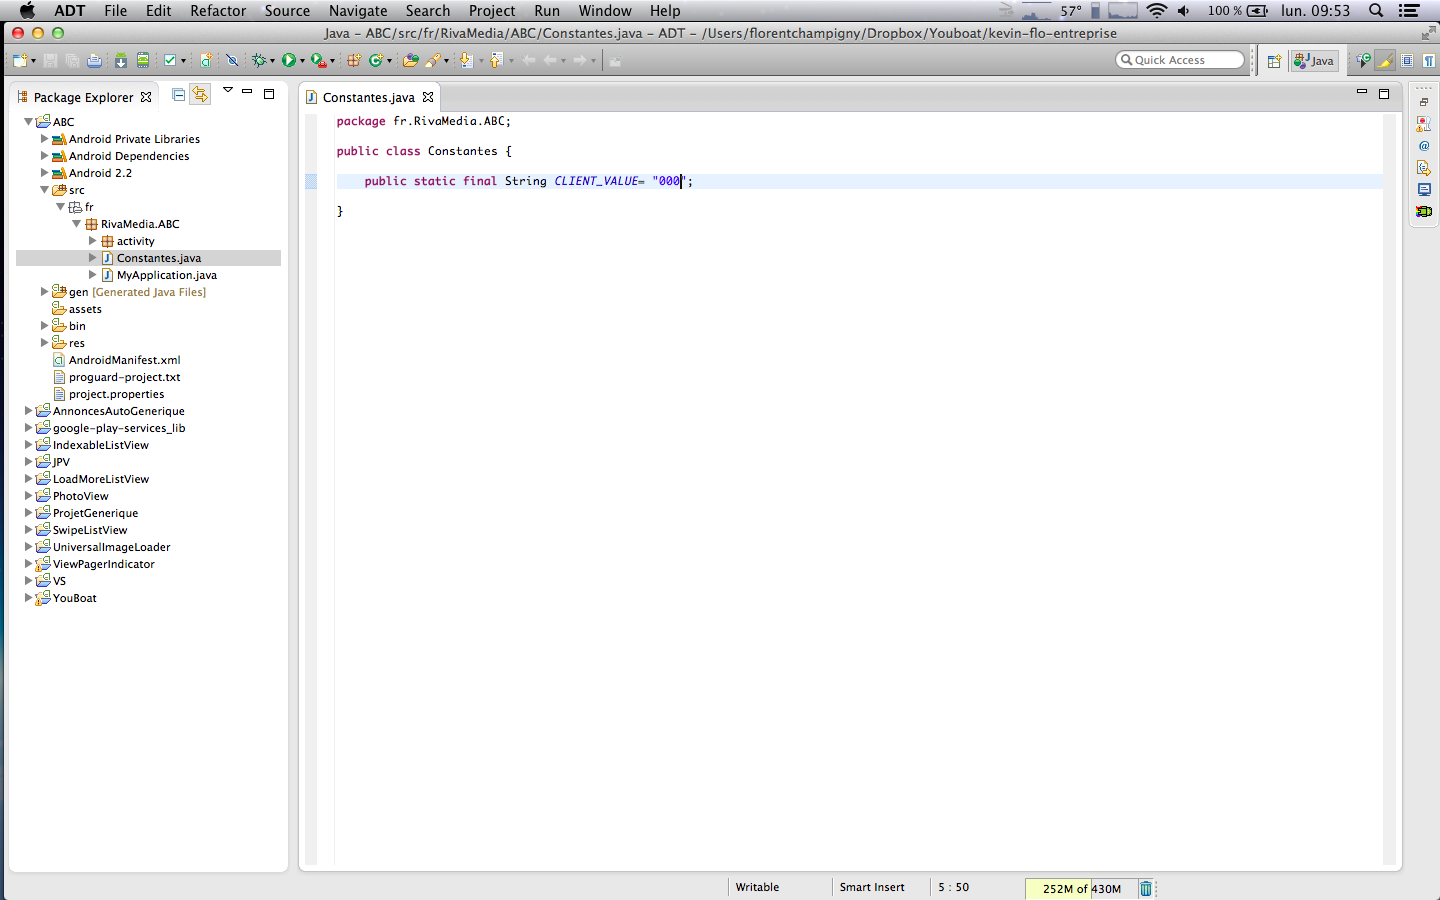 ADT File Edit Refactor Source Navigate Search Project Run Window Help 57° 100 % lun. 09:53
Java - ABC/src/fr/RivaMedia/ABC/Constantes.java - ADT - /Users/florentchampigny/Dropbox/Youboat/kevin-flo-entreprise
Quick Access Java
Package Explorer
Constantes.java
ABC
Android Private Libraries
Android Dependencies
Android 2.2
src
fr
RivaMedia.ABC
activity
Constantes.java
MyApplication.java
gen [Generated Java Files]
assets
bin
res
AndroidManifest.xml
proguard-project.txt
project.properties
AnnoncesAutoGenerique
google-play-services_lib
IndexableListView
JPV
LoadMoreListView
PhotoView
ProjetGenerique
SwipeListView
UniversalImageLoader
ViewPagerIndicator
VS
YouBoat
package fr.RivaMedia.ABC;
public class Constantes {
public static final String CLIENT_VALUE= "000";
}
Writable Smart Insert 5 : 50 252M of 430M